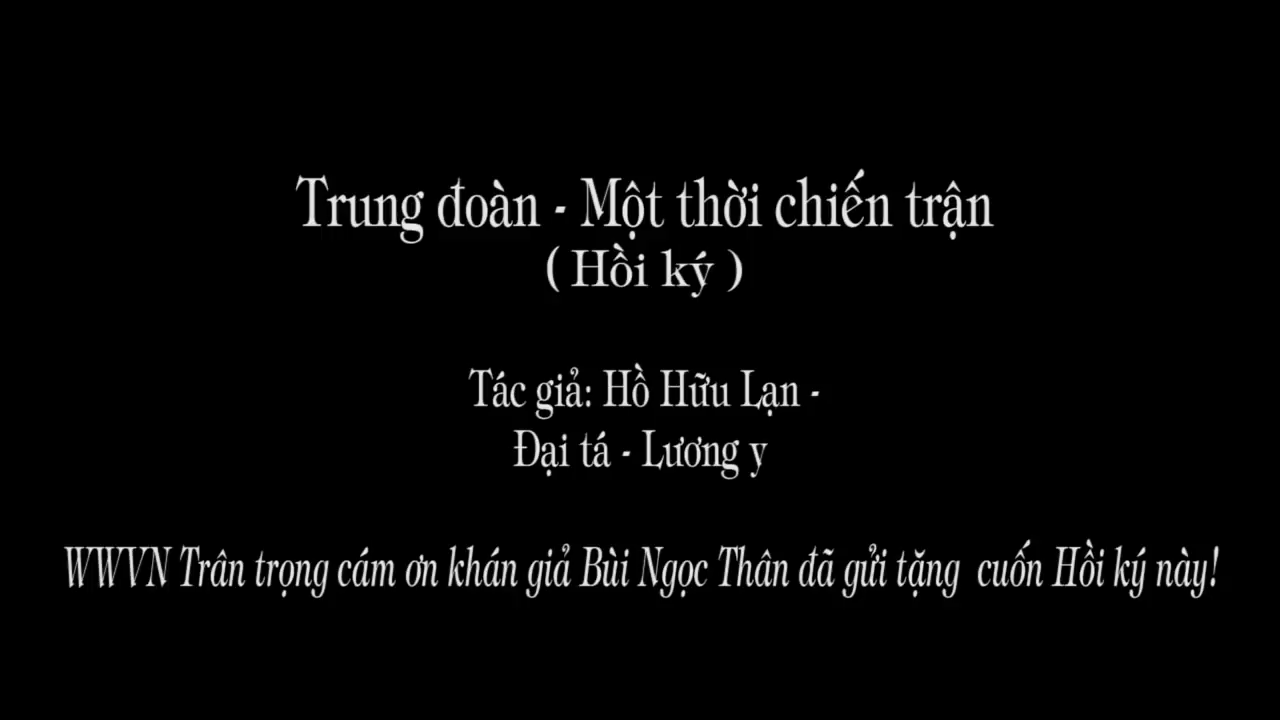 Trung đoàn - Một thời chiến trận
( Hồi ký )
Tác giả: Hồ Hữu Lạn -
Đại tá - Lương y
WWVN Trân trọng cám ơn khán giả Bùi Ngọc Thân đã gửi tặng cuốn Hồi ký này!